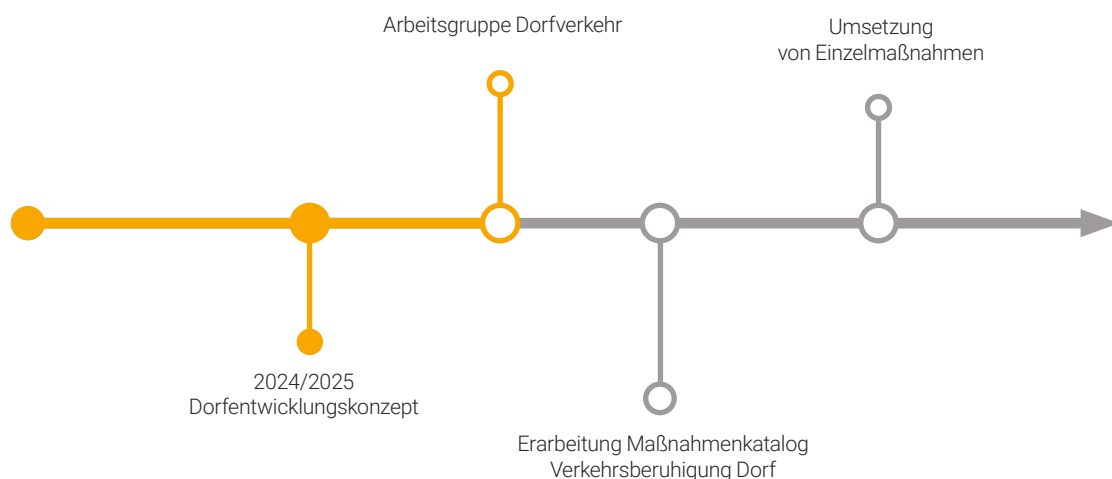 Arbeitsgruppe Dorfverkehr
Umsetzung
von Einzelmaßnahmen
2024/2025
Dorfentwicklungskonzept
Erarbeitung Maßnahmenkatalog
Verkehrsberuhigung Dorf